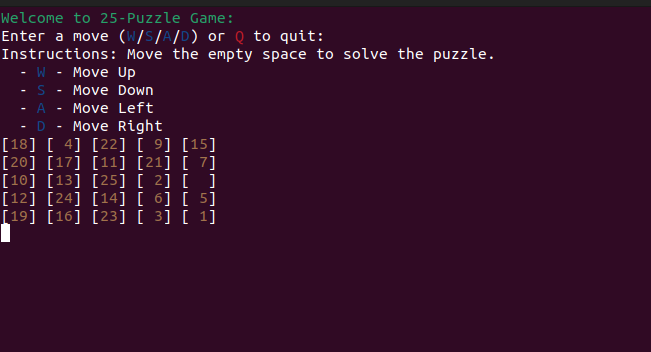 Welcome to 25-Puzzle Game:
Enter a move (W/S/A/D) or Q to quit:
Instructions: Move the empty space to solve the puzzle.
  - W - Move Up
  - S - Move Down
  - A - Move Left
  - D - Move Right
[18] [ 4] [22] [ 9] [15]
[20] [17] [11] [21] [ 7]
[10] [13] [25] [ 2] [  ]
[12] [24] [14] [ 6] [ 5]
[19] [16] [23] [ 3] [ 1]